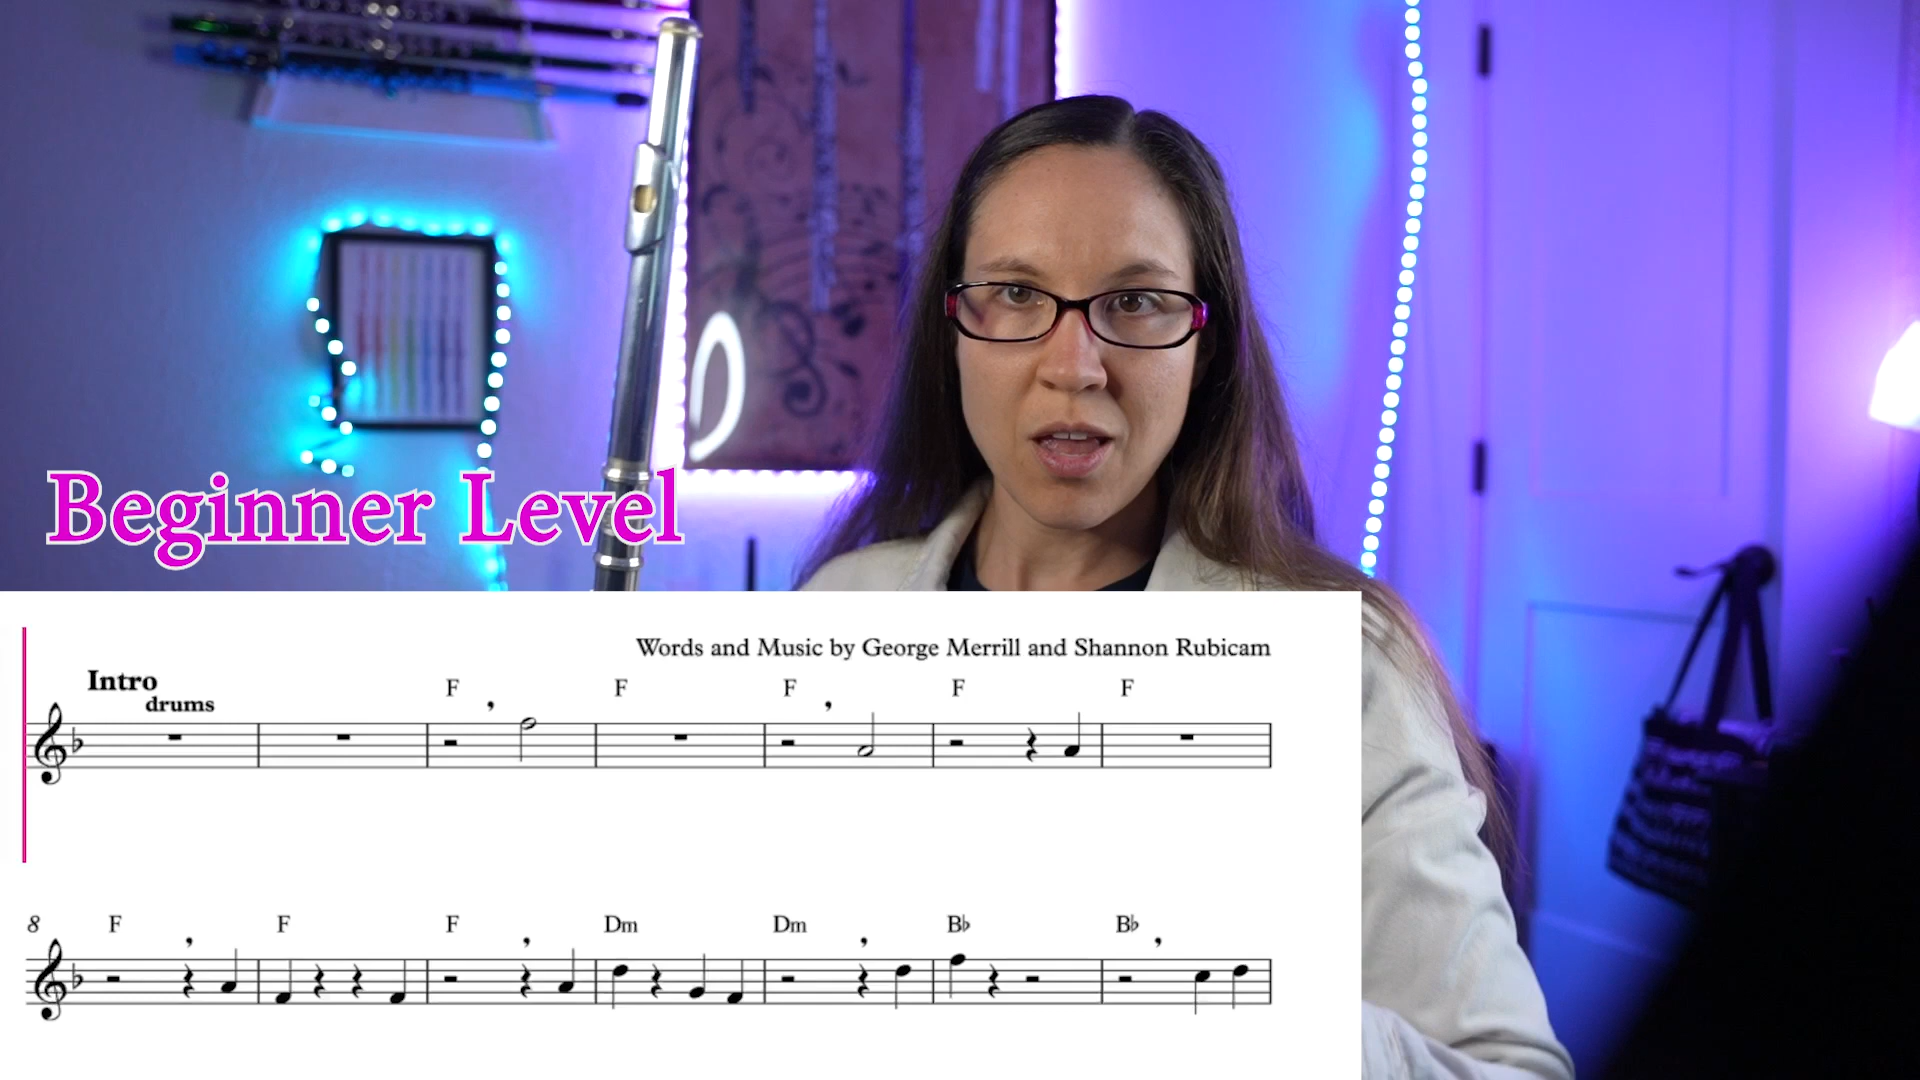 Beginner Level
Words and Music by George Merrill and Shannon Rubicam
Intro
drums
F F F F F
8 F F F Dm Dm B♭ B♭